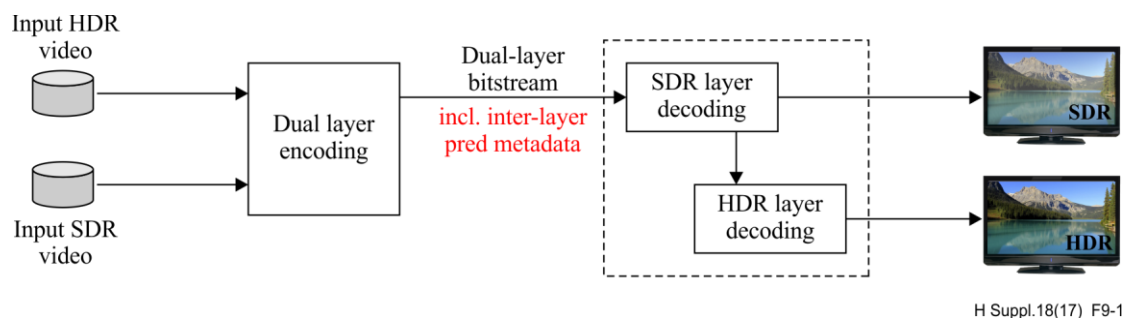 Input HDR
video
Input SDR
video
Dual layer
encoding
Dual-layer
bitstream
incl. inter-layer
pred metadata
SDR layer
decoding
HDR layer
decoding
SDR
HDR
H Suppl.18(17) F9-1